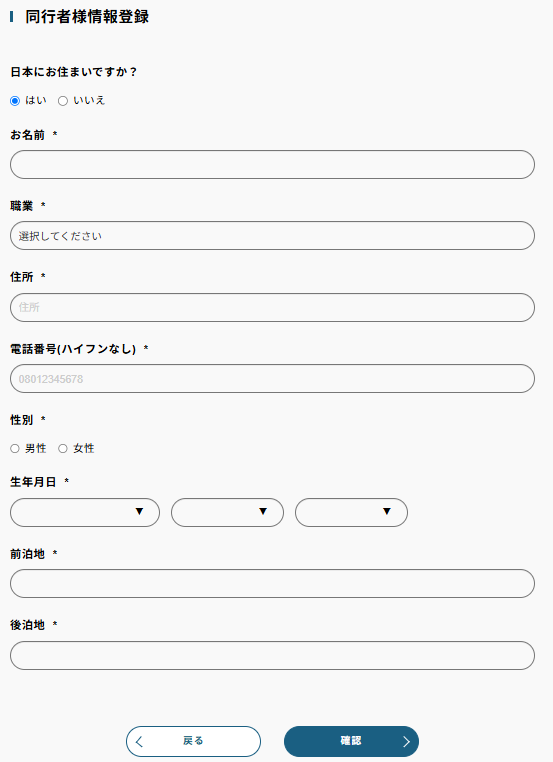 同行者様情報登録
日本にお住まいですか？
はい いいえ
お名前 *
職業 *
選択してください
住所 *
住所
電話番号(ハイフンなし) *
08012345678
性別 *
男性 女性
生年月日 *
▼ ▼ ▼
前泊地 *
後泊地 *
戻る 確認